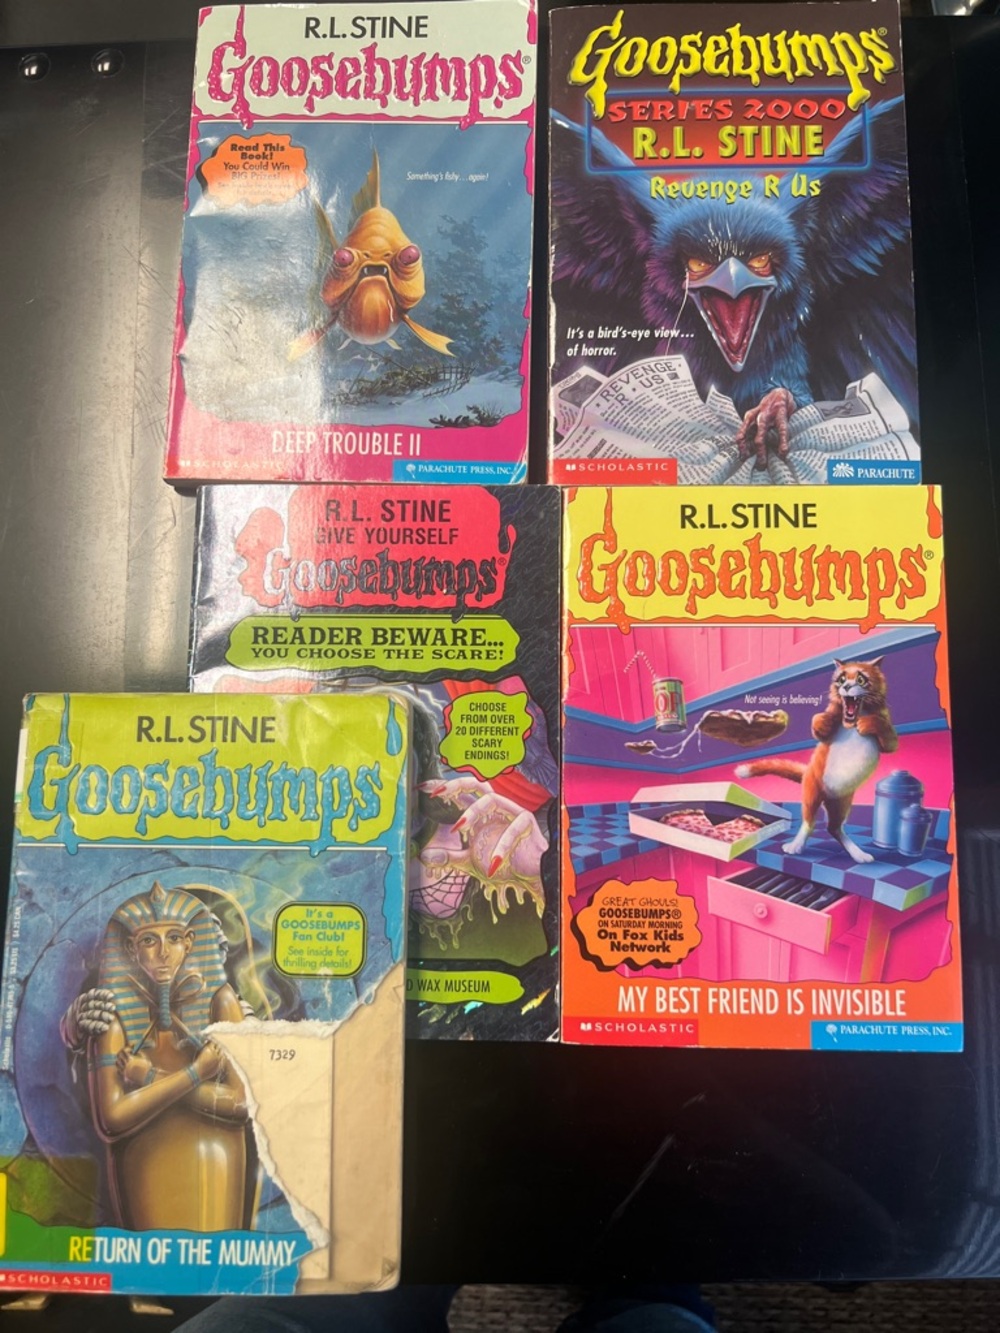 R.L. STINE
Goosebumps®
Read This
Book!
You Could Win
BIG Prizes!
Something's fishy...again!
DEEP TROUBLE II
SCHOLASTIC
PARACHUTE PRESS, INC.
Goosebumps®
SERIES 2000
R.L. STINE
Revenge R Us
It's a bird's-eye view...
of horror.
REVENGE
R
US
SCHOLASTIC
PARACHUTE
R.L. STINE
GIVE YOURSELF
Goosebumps®
READER BEWARE...
YOU CHOOSE THE SCARE!
CHOOSE
FROM OVER
20 DIFFERENT
SCARY
ENDINGS!
D WAX MUSEUM
R.L. STINE
Goosebumps®
Not seeing is believing!
GREAT GHOULS!
GOOSEBUMPS®
ON SATURDAY MORNING
On Fox Kids
Network
MY BEST FRIEND IS INVISIBLE
SCHOLASTIC
PARACHUTE PRESS, INC.
R.L. STINE
Goosebumps
It's a
GOOSEBUMPS
Fan Club!
See inside for
thrilling details!
7329
RETURN OF THE MUMMY
SCHOLASTIC